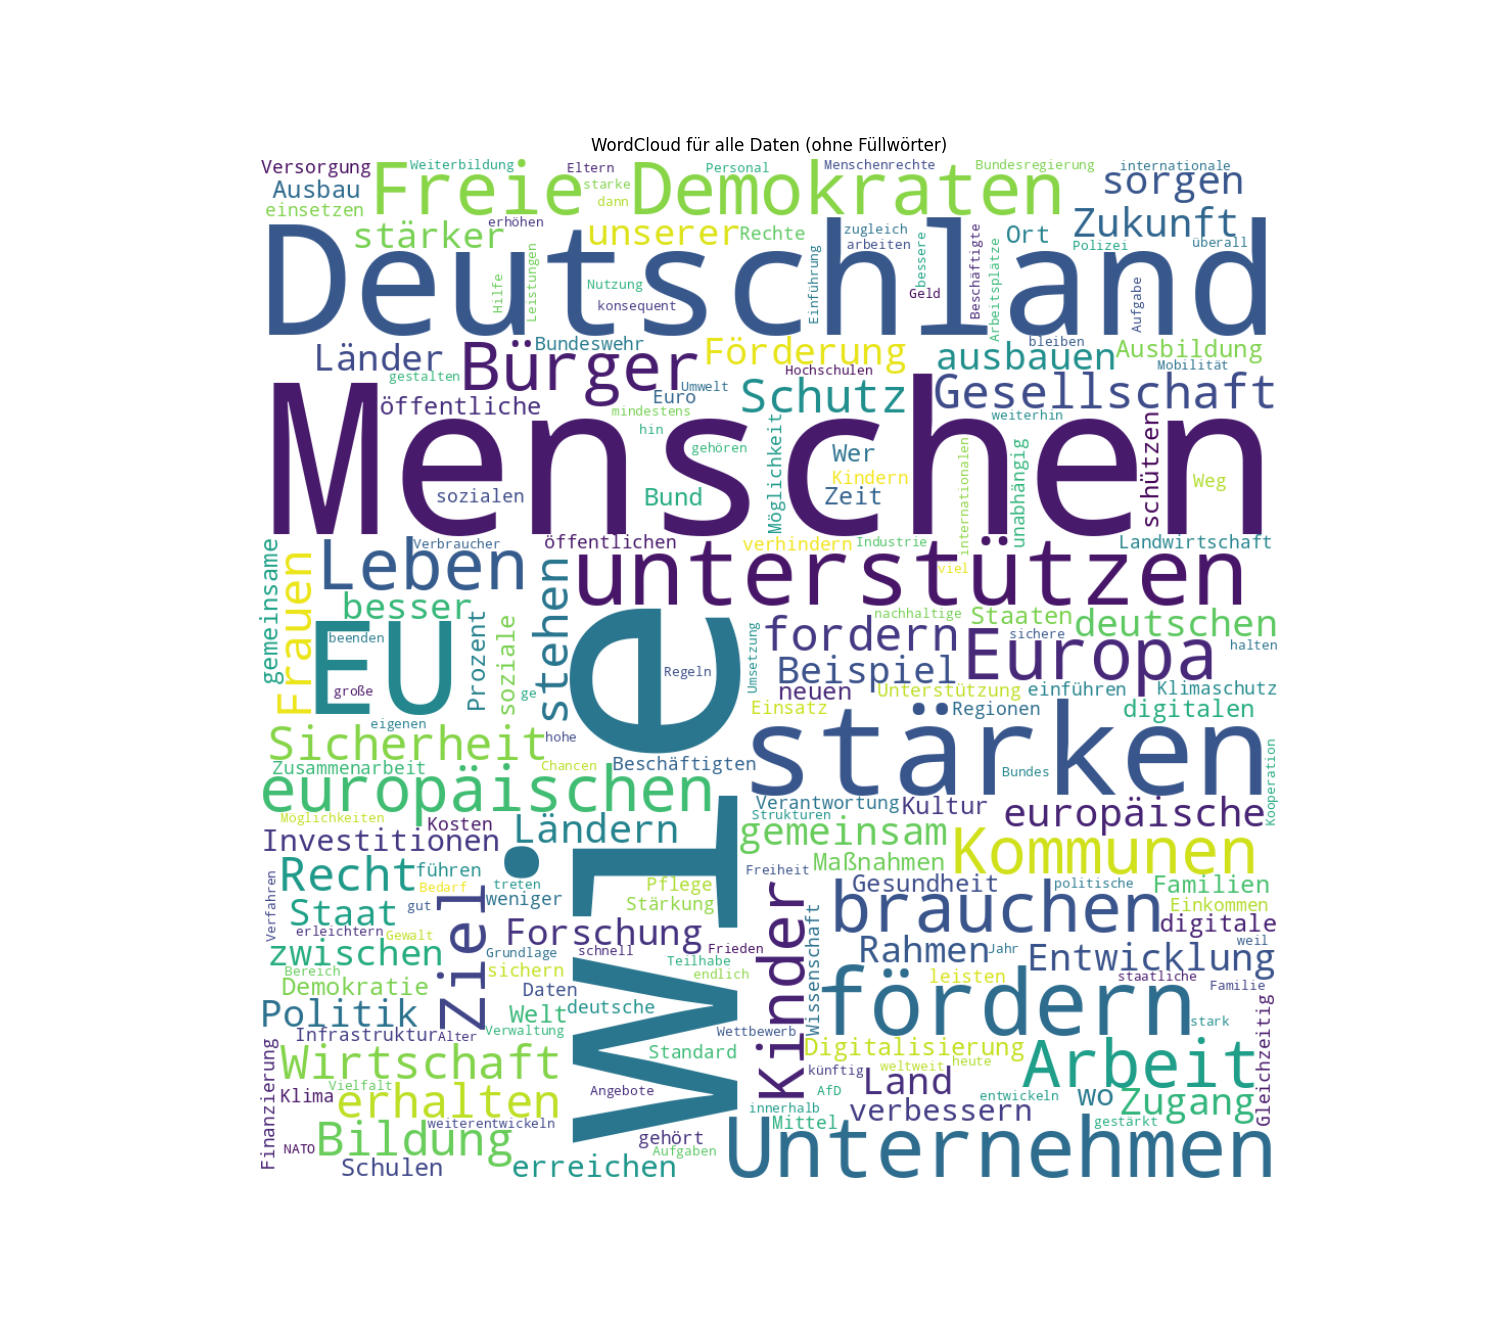 WordCloud für alle Daten (ohne Füllwörter)
Versorgung
Weiterbildung
Eltern
Personal
Menschenrechte
Bundesregierung
internationale
Ausbau
Freie
starke
Demokraten
sorgen
einsetzen
dann
Zukunft
erhöhen
stärker
unserer
Rechte
zugleich
arbeiten
bessere
Beschäftigte
Ort
Polizei
überall
Deutschland
Hilfe
Leistungen
Nutzung
konsequent
Einführung
Geld
Arbeitsplätze
Aufgabe
Länder
Bürger
Bundeswehr
Förderung
bleiben
ausbauen
Ausbildung
gestalten
Umwelt
Hochschulen
Mobilität
öffentliche
Euro
Schutz
Gesellschaft
mindestens
weiterhin
Menschen
hin
gehören
Möglichkeit
Wer
Kindern
Zeit
internationalen
unabhängig
schützen
Weg
sozialen
Bund
gemeinsame
Frauen
Verbraucher
Leben
öffentlichen
verhindern
Industrie
viel
Landwirtschaft
unterstützen
besser
stehen
nachhaltige
Staaten
deutschen
EU
beenden
Prozent
soziale
Umsetzung
fordern
Europa
sichere
halten
Regeln
Beispiel
große
ge
neuen
Unterstützung
einführen
Klimaschutz
eigenen
Einsatz
Regionen
digitalen
Sicherheit
hohe
stärken
Zusammenarbeit
Chancen
Beschäftigten
Bundes
Kooperation
europäischen
Verantwortung
Kultur
europäische
Möglichkeiten
Kosten
Ländern
Strukturen
Investitionen
gemeinsam
Kommunen
Wie
Recht
führen
Maßnahmen
Freiheit
Bedarf
treten
Pflege
Gesundheit
politische
Familien
Verfahren
Staat
gut
Ziel
weniger
Stärkung
Kinder
brauchen
Einkommen
digitale
erleichtern
Gewalt
Forschung
Wissenschaft
weil
zwischen
Grundlage
schnell
Frieden
Rahmen
Jahr
Entwicklung
Bereich
sichern
Teilhabe
endlich
leisten
staatliche
Familie
Demokratie
Daten
Politik
Welt
deutsche
fördern
stark
Gleichzeitig
Infrastruktur
Alter
Verwaltung
Wettbewerb
Finanzierung
Wirtschaft
Standard
Digitalisierung
heute
Arbeit
Vielfalt
Klima
Angebote
künftig
weltweit
Land
AfD
entwickeln
wo
Zugang
erhalten
innerhalb
verbessern
weiterentwickeln
Mittel
gestärkt
NATO
Bildung
gehört
Aufgaben
Unternehmen
Schulen
erreichen